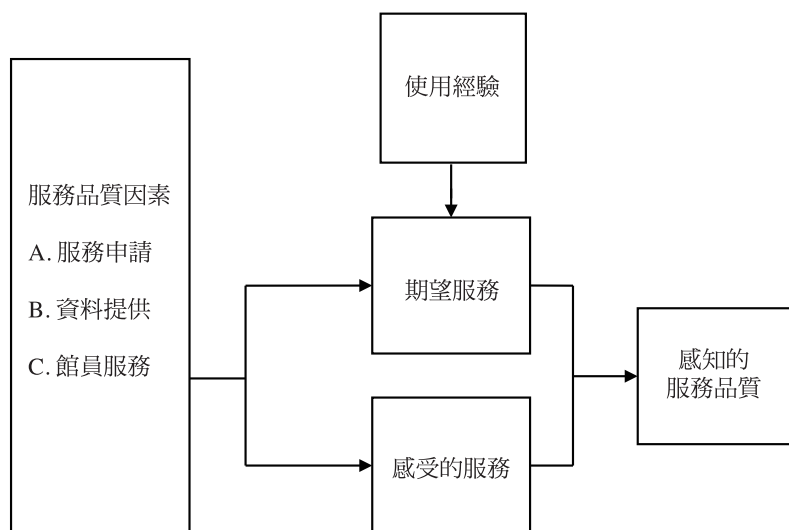 使用經驗
服務品質因素
A. 服務申請
B. 資料提供
C. 館員服務
期望服務
感受的服務
感知的
服務品質